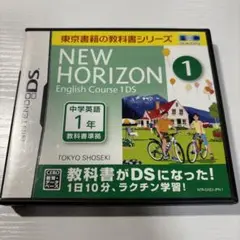 東京書籍の教科書シリーズ
NEW
HORIZON
English Course 1 DS
1
中学英語
1年
教科書準拠
TOKYO SHOSEKI
教科書がDSになった!
1日10分、ラクチン学習!
NINTENDO DS
CERO